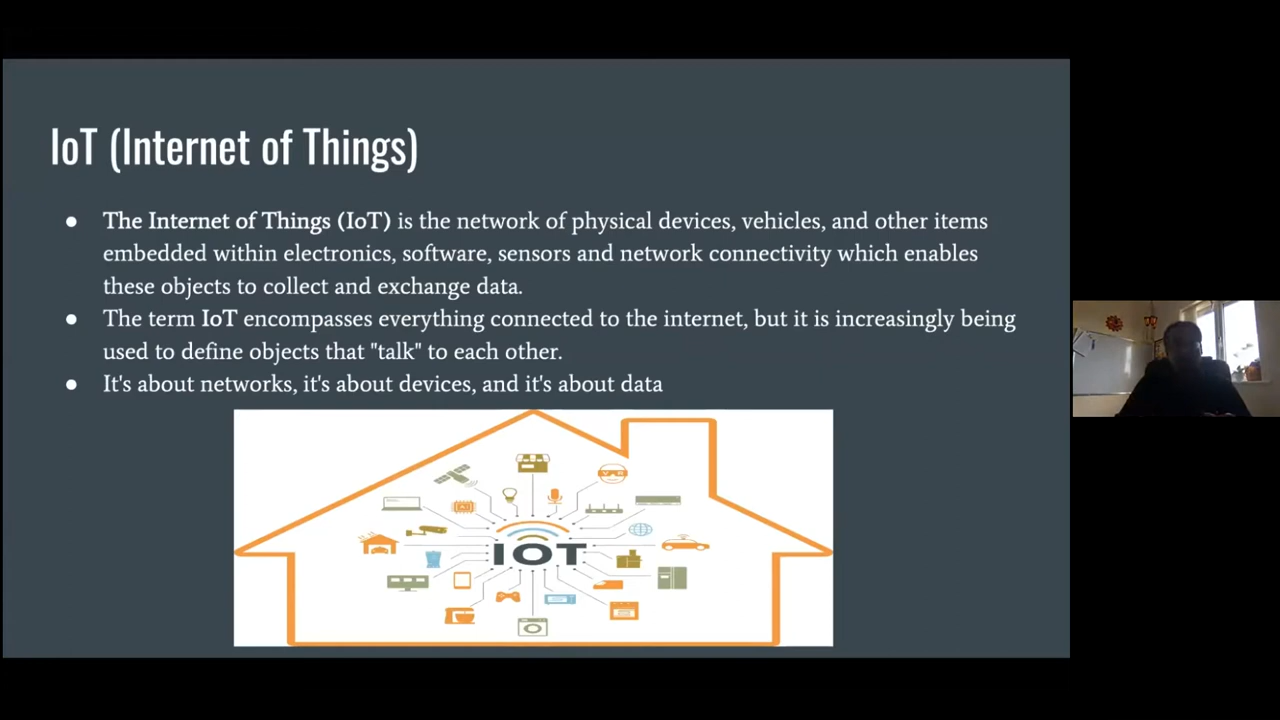 IoT (Internet of Things)
● The Internet of Things (IoT) is the network of physical devices, vehicles, and other items
embedded within electronics, software, sensors and network connectivity which enables
these objects to collect and exchange data.
● The term IoT encompasses everything connected to the internet, but it is increasingly being
used to define objects that "talk" to each other.
● It's about networks, it's about devices, and it's about data
IOT